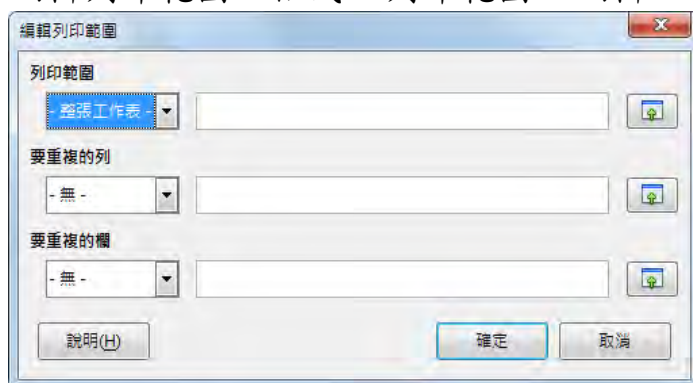 編輯列印範圍
列印範圍
- 整張工作表 -
要重複的列
- 無 -
要重複的欄
- 無 -
說明(H) 確定 取消